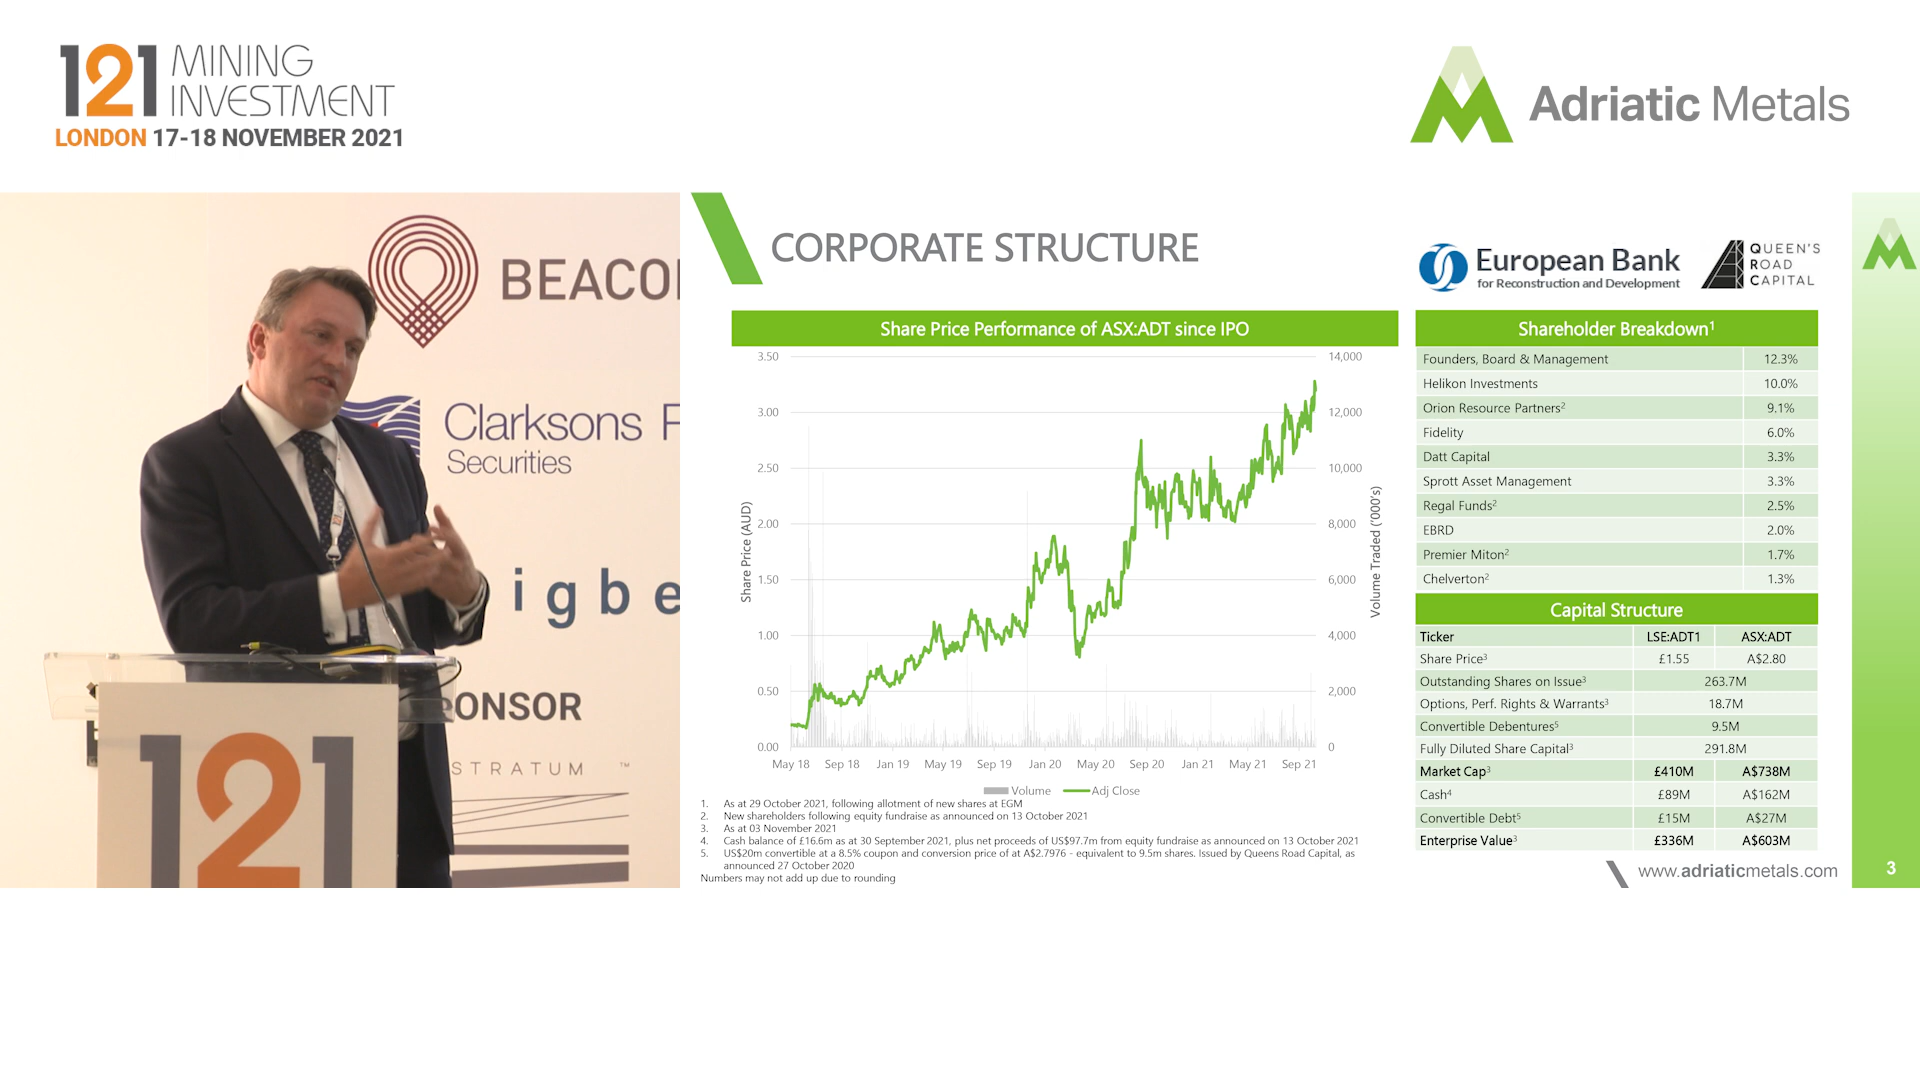 121 MINING
INVESTMENT
LONDON 17-18 NOVEMBER 2021
Adriatic Metals
BEACO
Clarksons
Securities
igbe
ONSOR
STRATUM ™
121
CORPORATE STRUCTURE
European Bank
for Reconstruction and Development
QUEEN'S
ROAD
CAPITAL
Share Price Performance of ASX:ADT since IPO
Share Price (AUD)
3.50
3.00
2.50
2.00
1.50
1.00
0.50
0.00
14,000
12,000
10,000
8,000
6,000
4,000
2,000
0
Volume Traded ('000's)
May 18 Sep 18 Jan 19 May 19 Sep 19 Jan 20 May 20 Sep 20 Jan 21 May 21 Sep 21
Volume Adj Close
1. As at 29 October 2021, following allotment of new shares at EGM
2. New shareholders following equity fundraise as announced on 13 October 2021
3. As at 03 November 2021
4. Cash balance of £16.6m as at 30 September 2021, plus net proceeds of US$97.7m from equity fundraise as announced on 13 October 2021
5. US$20m convertible at a 8.5% coupon and conversion price of at A$2.7976 - equivalent to 9.5m shares. Issued by Queens Road Capital, as
announced 27 October 2020
Numbers may not add up due to rounding
Shareholder Breakdown¹
Founders, Board & Management 12.3%
Helikon Investments 10.0%
Orion Resource Partners² 9.1%
Fidelity 6.0%
Datt Capital 3.3%
Sprott Asset Management 3.3%
Regal Funds² 2.5%
EBRD 2.0%
Premier Miton² 1.7%
Chelverton² 1.3%
Capital Structure
Ticker LSE:ADT1 ASX:ADT
Share Price³ £1.55 A$2.80
Outstanding Shares on Issue³ 263.7M
Options, Perf. Rights & Warrants³ 18.7M
Convertible Debentures⁵ 9.5M
Fully Diluted Share Capital³ 291.8M
Market Cap³ £410M A$738M
Cash⁴ £89M A$162M
Convertible Debt⁵ £15M A$27M
Enterprise Value³ £336M A$603M
www.adriaticmetals.com
3